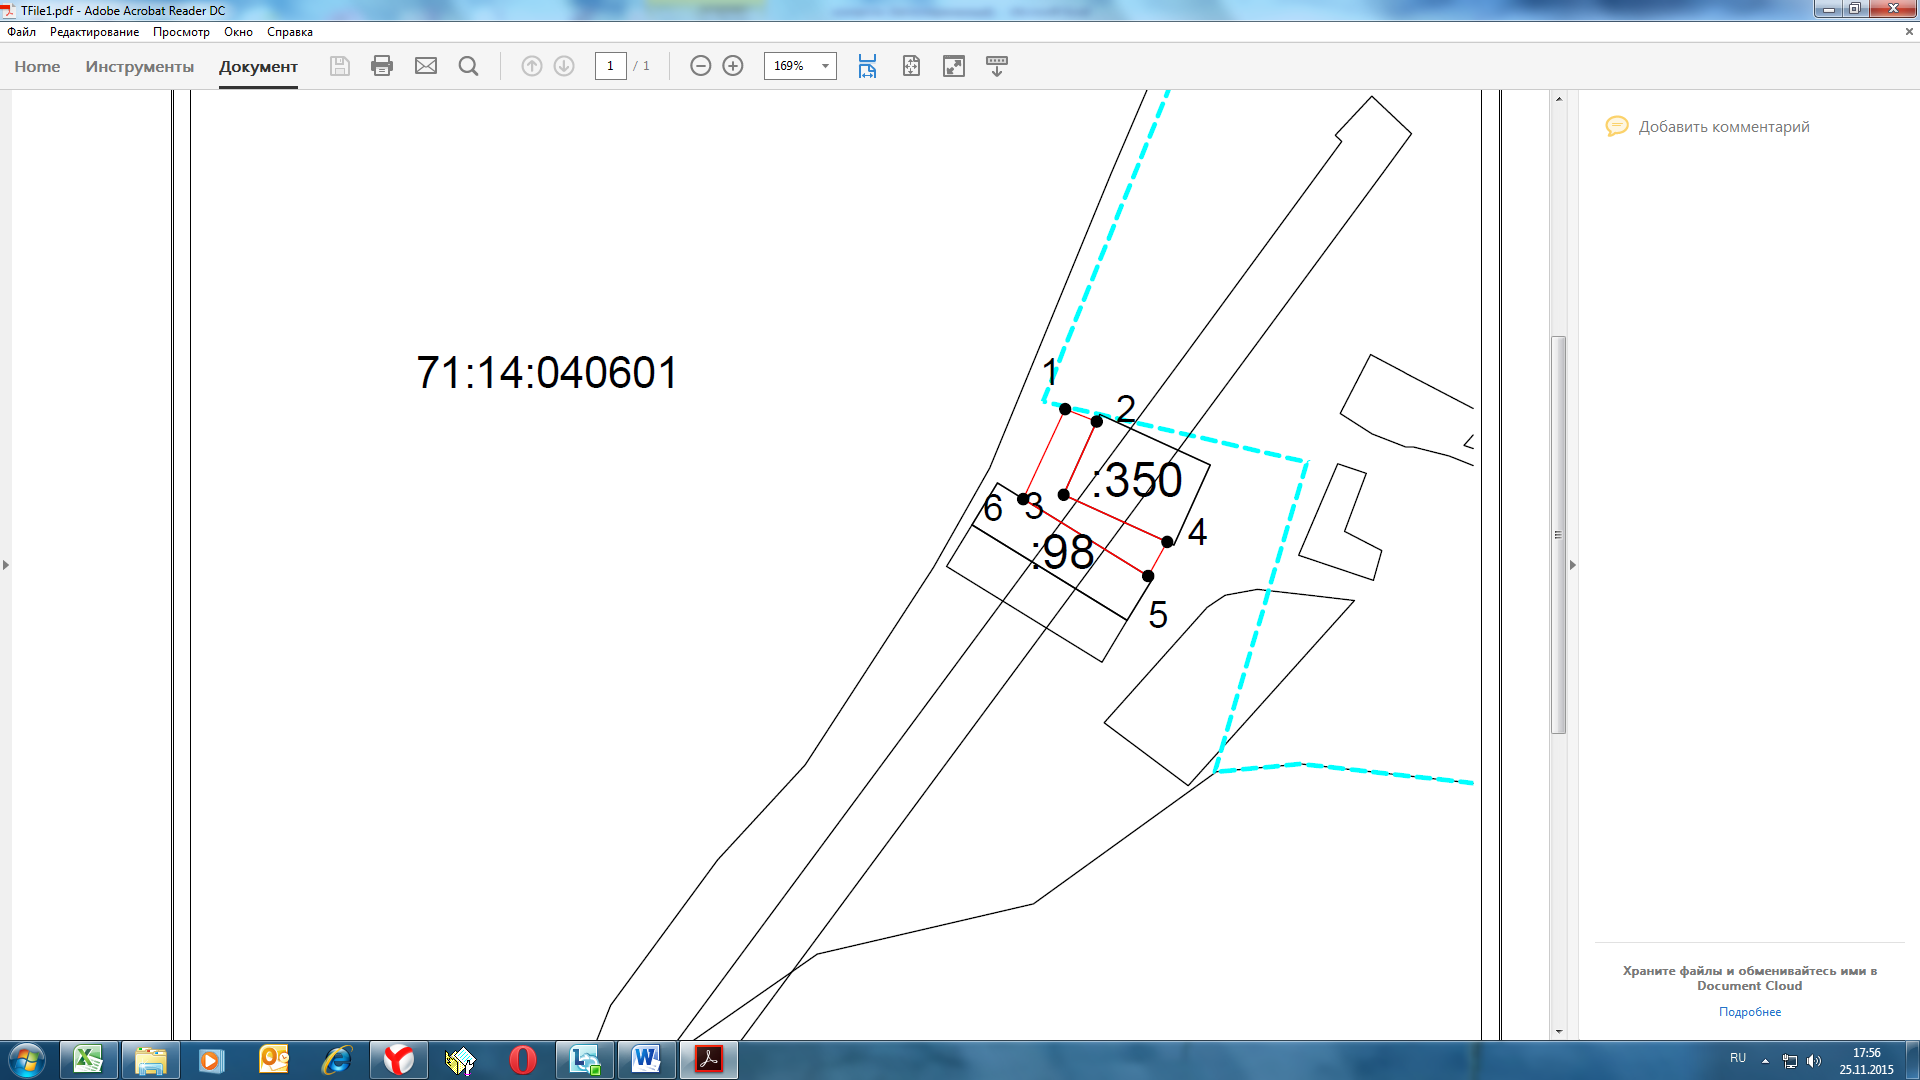 TFile1.pdf - Adobe Acrobat Reader DC
Файл Редактирование Просмотр Окно Справка
Home Инструменты Документ 1 / 1 169%
Добавить комментарий
71:14:040601
1
2
:350
6 3
4
:98
5
Храните файлы и обменивайтесь ими в
Document Cloud
Подробнее
RU 17:56
25.11.2015